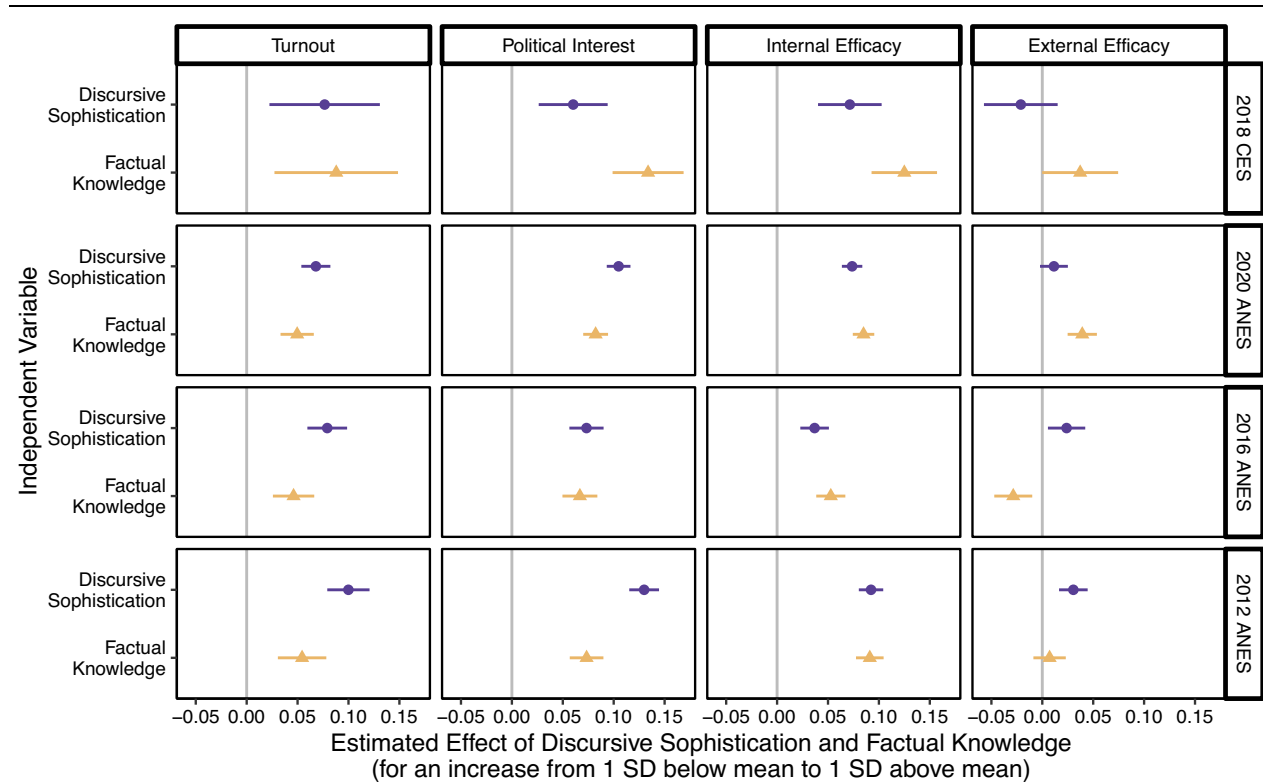 Turnout
Political Interest
Internal Efficacy
External Efficacy
Independent Variable
Discursive
Sophistication
Factual
Knowledge
2018 CES
Discursive
Sophistication
Factual
Knowledge
2020 ANES
Discursive
Sophistication
Factual
Knowledge
2016 ANES
Discursive
Sophistication
Factual
Knowledge
2012 ANES
−0.05 0.00 0.05 0.10 0.15 −0.05 0.00 0.05 0.10 0.15 −0.05 0.00 0.05 0.10 0.15 −0.05 0.00 0.05 0.10 0.15
Estimated Effect of Discursive Sophistication and Factual Knowledge
(for an increase from 1 SD below mean to 1 SD above mean)